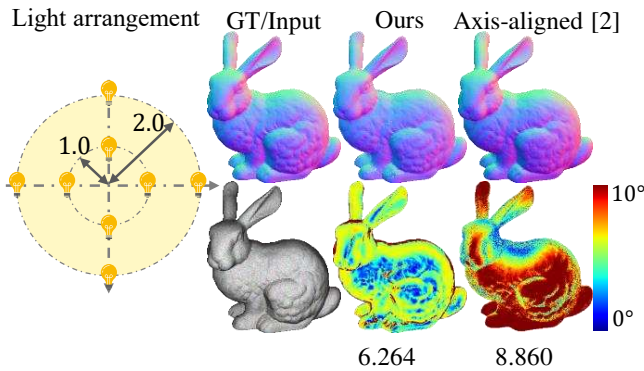 Light arrangement
GT/Input
Ours
Axis-aligned [2]
2.0
1.0
10°
0°
6.264
8.860